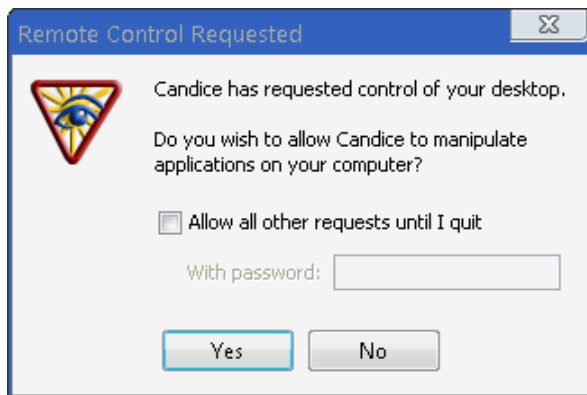 Remote Control Requested
Candice has requested control of your desktop.
Do you wish to allow Candice to manipulate
applications on your computer?
Allow all other requests until I quit
With password:
Yes No